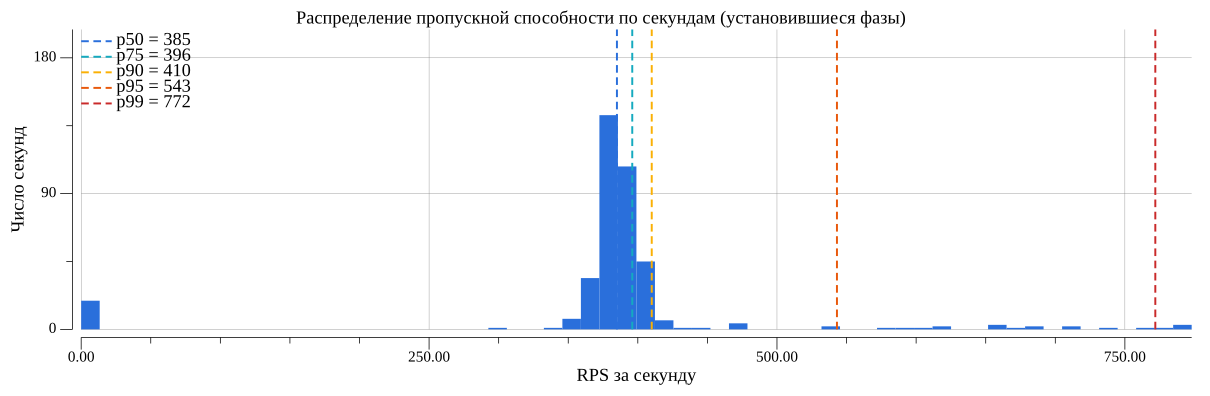 Распределение пропускной способности по секундам (установившиеся фазы)
p50 = 385
p75 = 396
p90 = 410
p95 = 543
p99 = 772
180
90
0
Число секунд
0.00
250.00
500.00
750.00
RPS за секунду